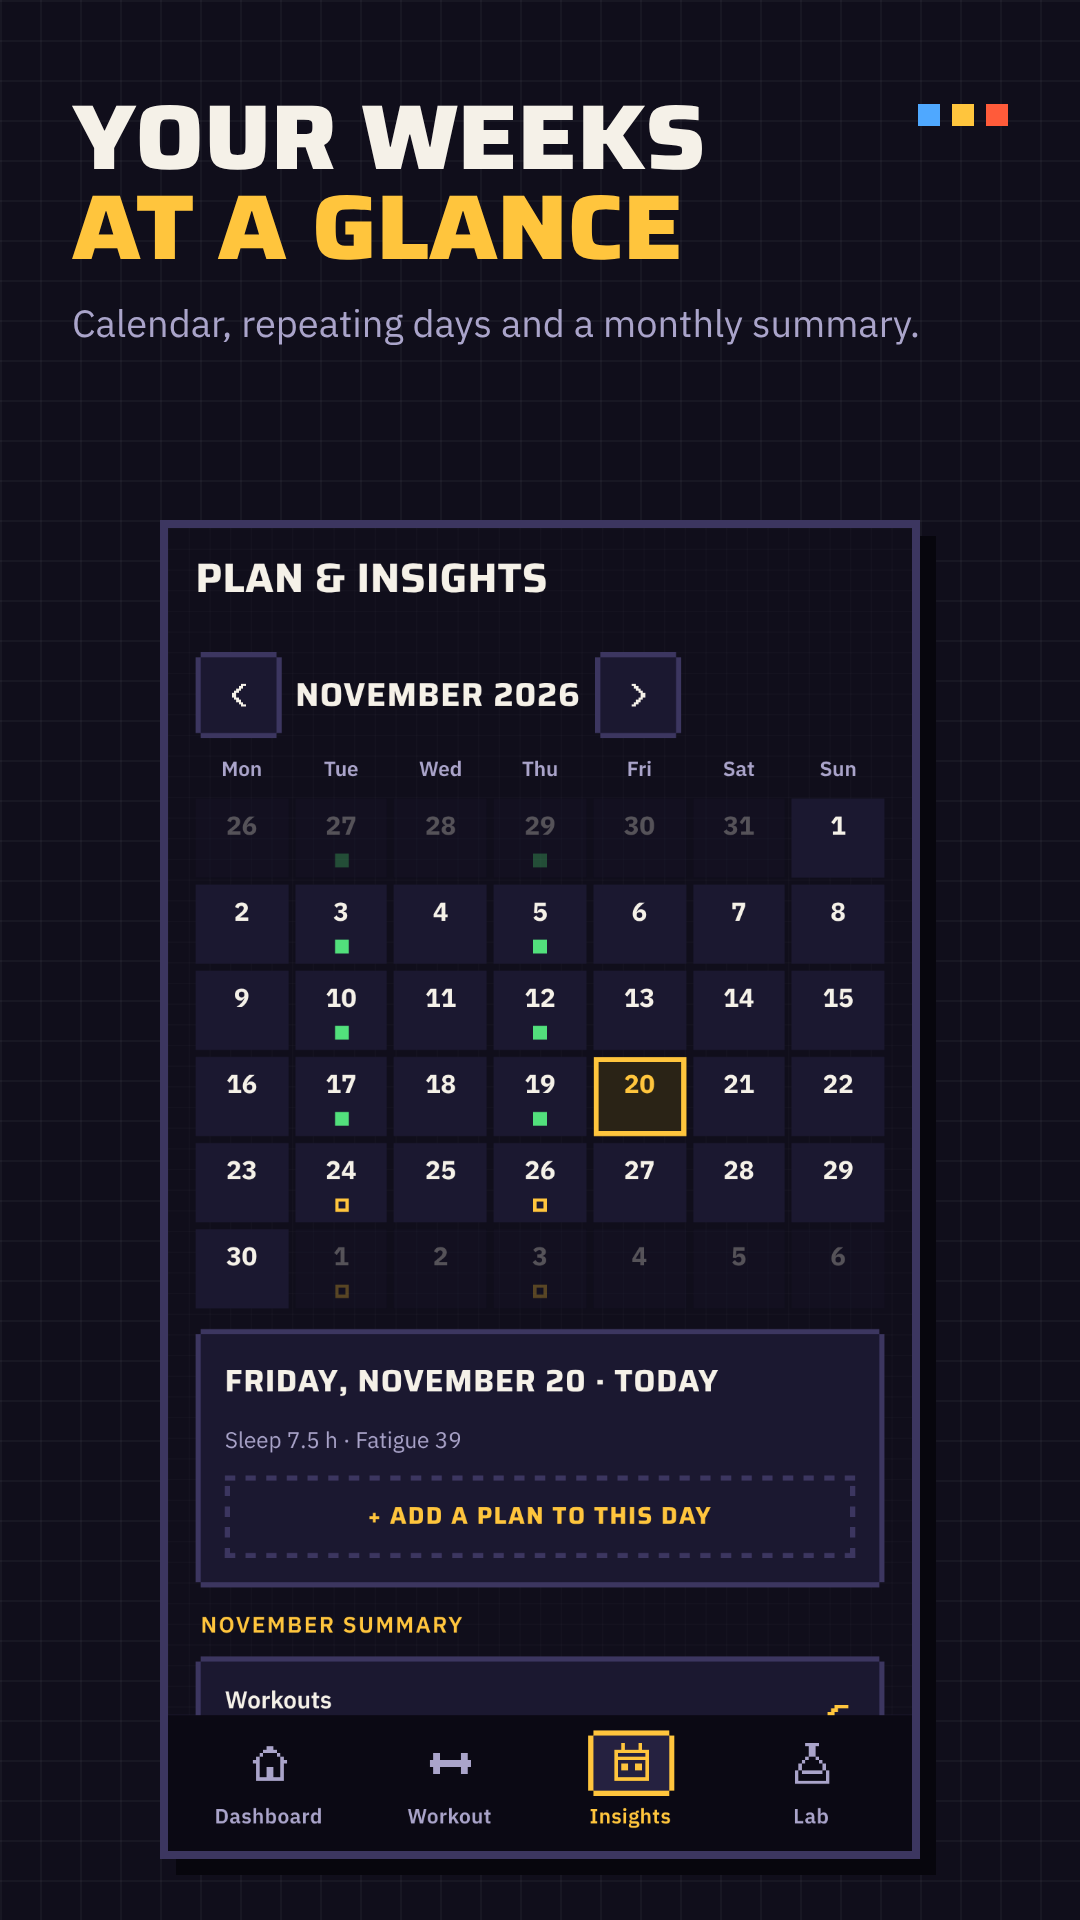 YOUR WEEKS
AT A GLANCE
Calendar, repeating days and a monthly summary.
PLAN & INSIGHTS
NOVEMBER 2026
Mon Tue Wed Thu Fri Sat Sun
26 27 28 29 30 31 1
2 3 4 5 6 7 8
9 10 11 12 13 14 15
16 17 18 19 20 21 22
23 24 25 26 27 28 29
30 1 2 3 4 5 6
FRIDAY, NOVEMBER 20 · TODAY
Sleep 7.5 h · Fatigue 39
+ ADD A PLAN TO THIS DAY
NOVEMBER SUMMARY
Workouts
Dashboard Workout Insights Lab